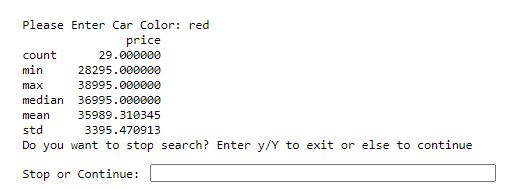 Please Enter Car Color: red
price
count 29.000000
min 28295.000000
max 38995.000000
median 36995.000000
mean 35989.310345
std 3395.470913
Do you want to stop search? Enter y/Y to exit or else to continue
Stop or Continue: